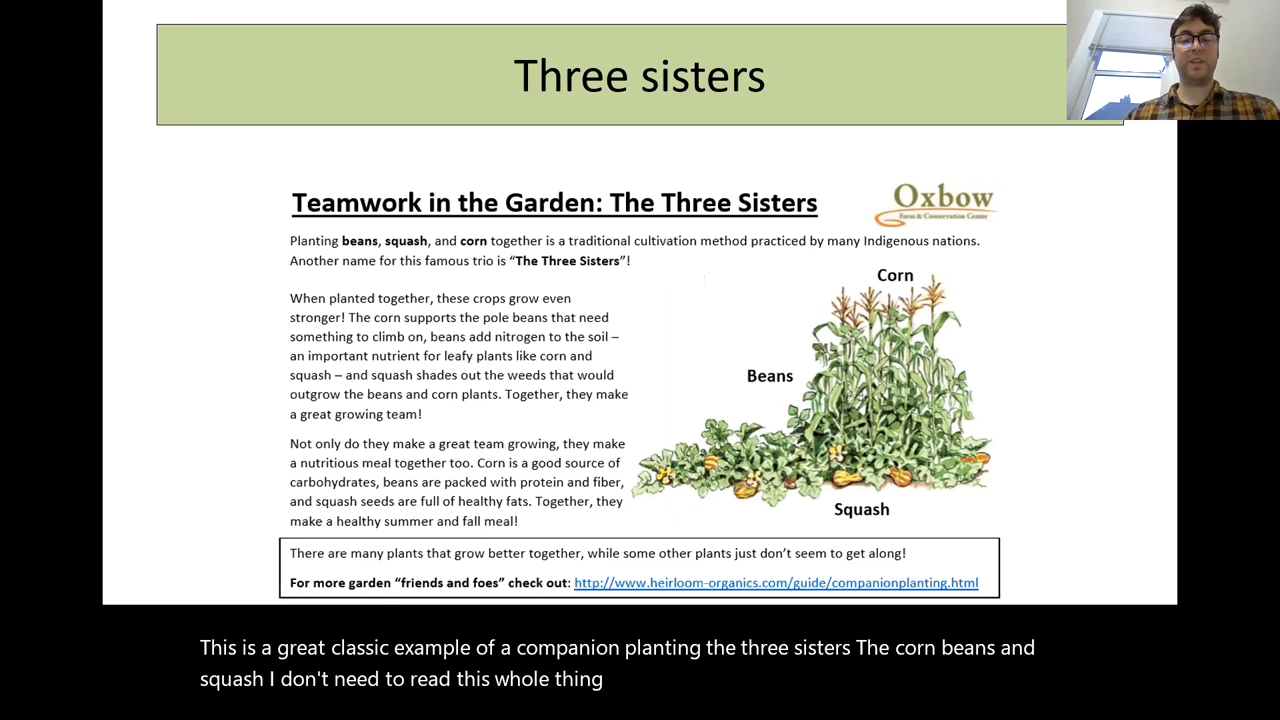 Three sisters
Teamwork in the Garden: The Three Sisters
Oxbow
Farm & Conservation Center
Planting beans, squash, and corn together is a traditional cultivation method practiced by many Indigenous nations.
Another name for this famous trio is “The Three Sisters”!
When planted together, these crops grow even
stronger! The corn supports the pole beans that need
something to climb on, beans add nitrogen to the soil –
an important nutrient for leafy plants like corn and
squash – and squash shades out the weeds that would
outgrow the beans and corn plants. Together, they make
a great growing team!
Not only do they make a great team growing, they make
a nutritious meal together too. Corn is a good source of
carbohydrates, beans are packed with protein and fiber,
and squash seeds are full of healthy fats. Together, they
make a healthy summer and fall meal!
Corn
Beans
Squash
There are many plants that grow better together, while some other plants just don’t seem to get along!
For more garden “friends and foes” check out: http://www.heirloom-organics.com/guide/companionplanting.html
This is a great classic example of a companion planting the three sisters The corn beans and
squash I don't need to read this whole thing